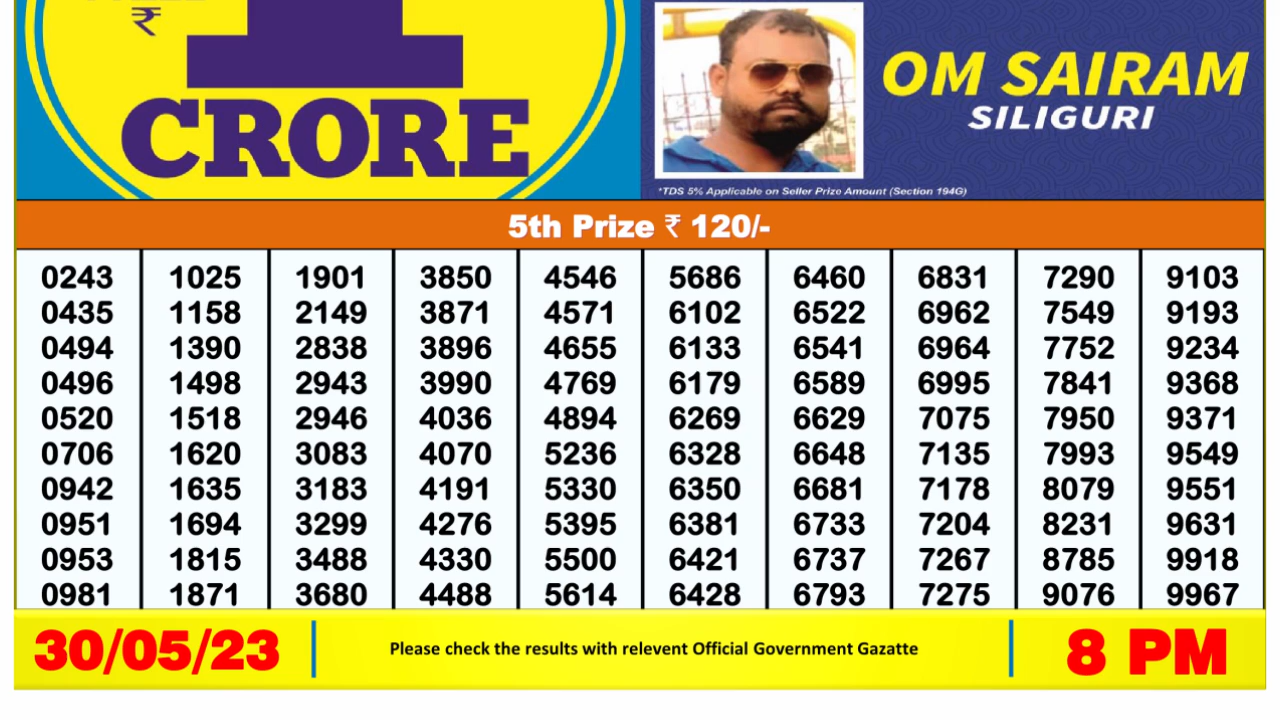 ₹
1
CRORE
OM SAIRAM
SILIGURI
*TDS 5% Applicable on Seller Prize Amount (Section 194G)
5th Prize ₹ 120/-
0243 1025 1901 3850 4546 5686 6460 6831 7290 9103
0435 1158 2149 3871 4571 6102 6522 6962 7549 9193
0494 1390 2838 3896 4655 6133 6541 6964 7752 9234
0496 1498 2943 3990 4769 6179 6589 6995 7841 9368
0520 1518 2946 4036 4894 6269 6629 7075 7950 9371
0706 1620 3083 4070 5236 6328 6648 7135 7993 9549
0942 1635 3183 4191 5330 6350 6681 7178 8079 9551
0951 1694 3299 4276 5395 6381 6733 7204 8231 9631
0953 1815 3488 4330 5500 6421 6737 7267 8785 9918
0981 1871 3680 4488 5614 6428 6793 7275 9076 9967
30/05/23
Please check the results with relevent Official Government Gazatte
8 PM